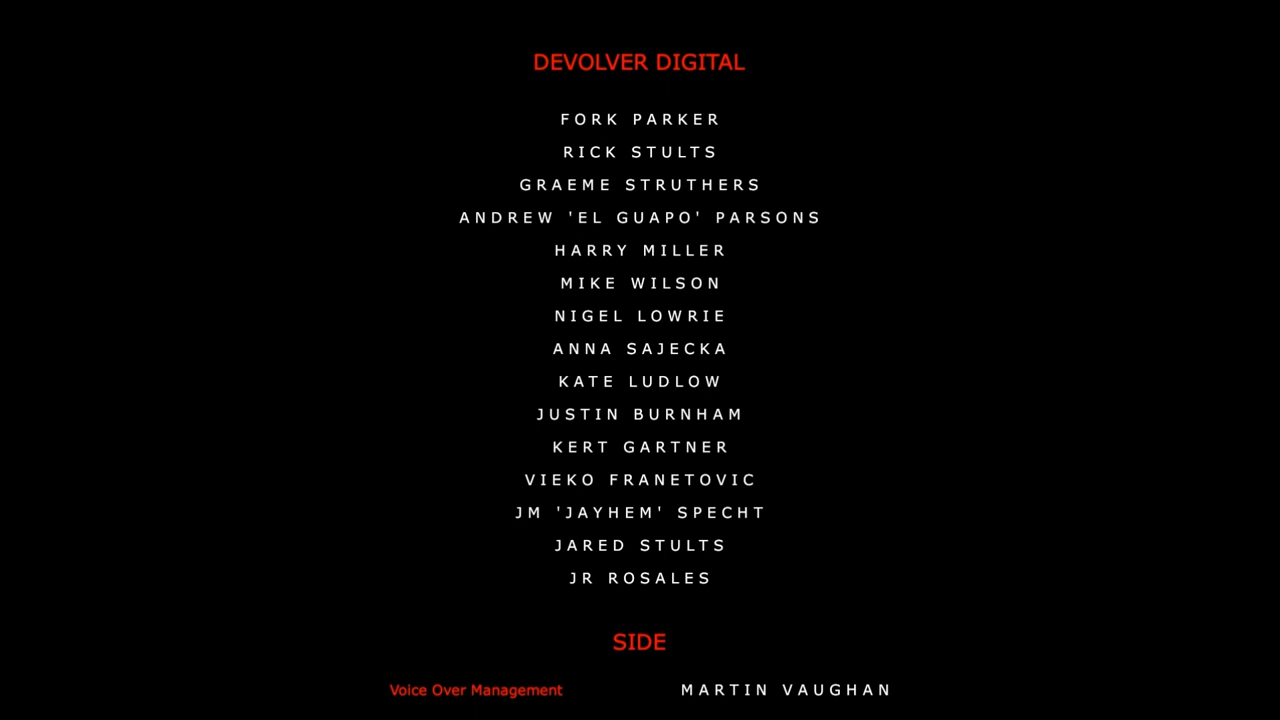 DEVOLVER DIGITAL
FORK PARKER
RICK STULTS
GRAEME STRUTHERS
ANDREW 'EL GUAPO' PARSONS
HARRY MILLER
MIKE WILSON
NIGEL LOWRIE
ANNA SAJECKA
KATE LUDLOW
JUSTIN BURNHAM
KERT GARTNER
VIEKO FRANETOVIC
JM 'JAYHEM' SPECHT
JARED STULTS
JR ROSALES
SIDE
Voice Over Management MARTIN VAUGHAN